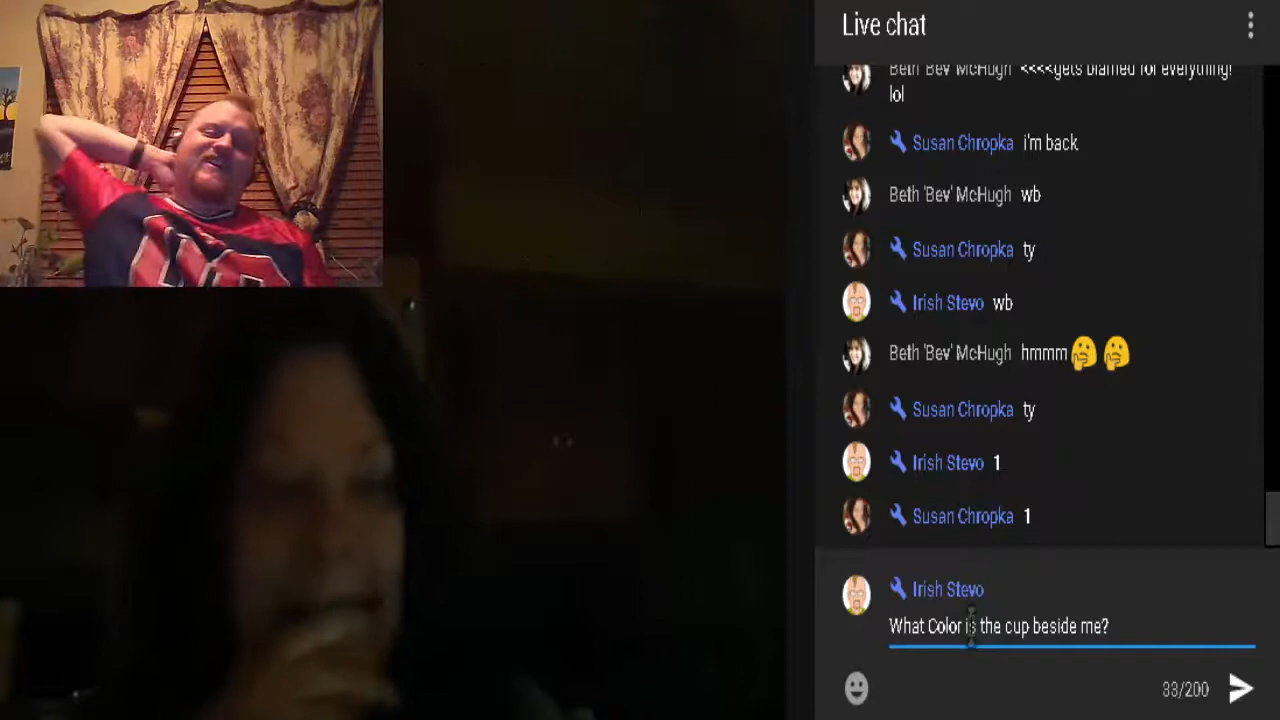 Live chat
Beth 'Bev' McHugh <<<<gets blamed for everything!
lol
Susan Chropka i'm back
Beth 'Bev' McHugh wb
Susan Chropka ty
Irish Stevo wb
Beth 'Bev' McHugh hmmm 🤔 🤔
Susan Chropka ty
Irish Stevo 1
Susan Chropka 1
Irish Stevo
What Color is the cup beside me?
33/200